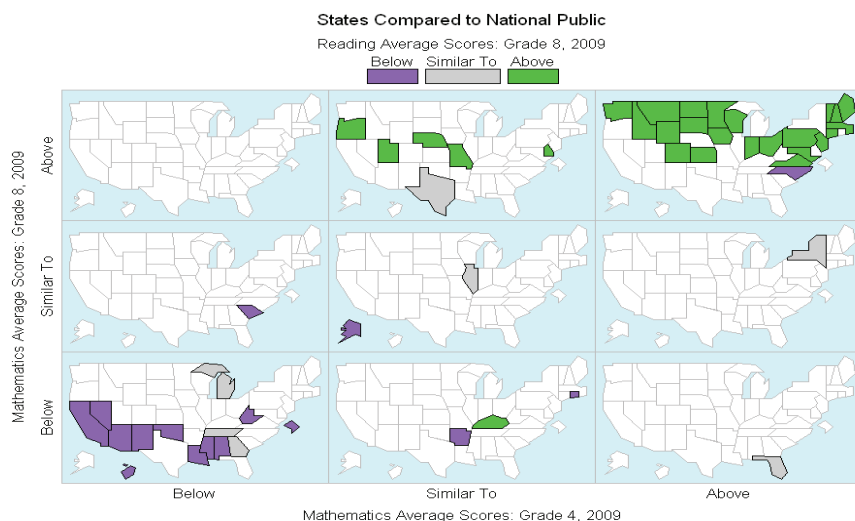 States Compared to National Public
Reading Average Scores: Grade 8, 2009
Below Similar To Above
Mathematics Average Scores: Grade 8, 2009
Above
Similar To
Below
Below Similar To Above
Mathematics Average Scores: Grade 4, 2009